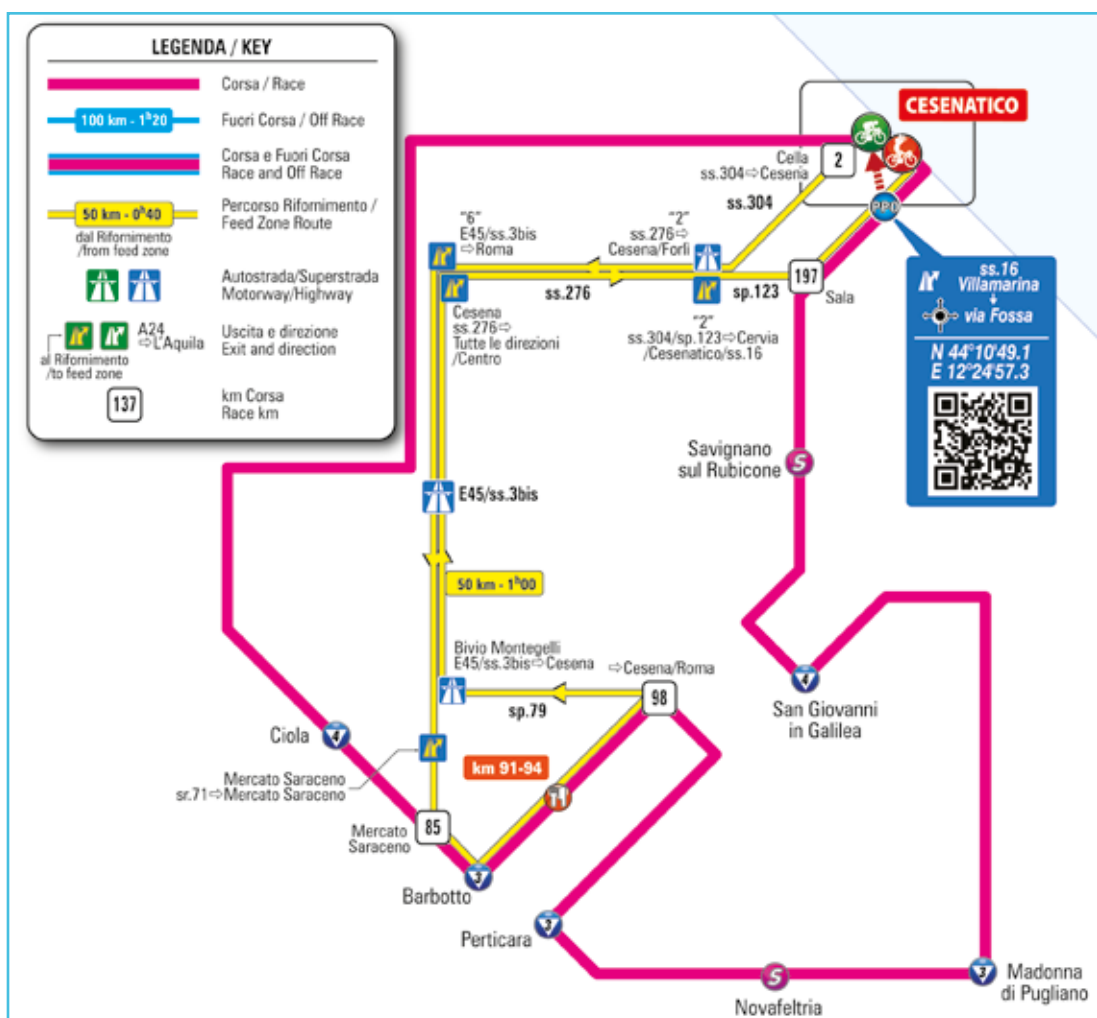 LEGENDA / KEY
Corsa / Race
100 km - 1ʰ20
Fuori Corsa / Off Race
Corsa e Fuori Corsa
Race and Off Race
50 km - 0ʰ40
Percorso Rifornimento /
Feed Zone Route
dal Rifornimento
/from feed zone
Autostrada/Superstrada
Motorway/Highway
A24
⇨L'Aquila
Uscita e direzione
Exit and direction
al Rifornimento
/to feed zone
137
km Corsa
Race km
CESENATICO
Cella
ss.304⇨Cesena
2
ss.304
PPO
"6"
E45/ss.3bis
⇨Roma
"2"
ss.276⇨
Cesena/Forlì
ss.276
sp.123
197
Sala
Cesena
ss.276⇨
Tutte le direzioni
/Centro
"2"
ss.304/sp.123⇨Cervia
/Cesenatico/ss.16
ss.16
Villamarina
via Fossa
N 44°10'49.1
E 12°24'57.3
Savignano
sul Rubicone
S
E45/ss.3bis
50 km - 1ʰ00
Bivio Montegelli
E45/ss.3bis⇨Cesena
⇨Cesena/Roma
98
sp.79
4
San Giovanni
in Galilea
Ciola
4
km 91-94
Mercato Saraceno
sr.71⇨Mercato Saraceno
Mercato
Saraceno
85
Barbotto
3
Perticara
3
S
Novafeltria
3
Madonna
di Pugliano